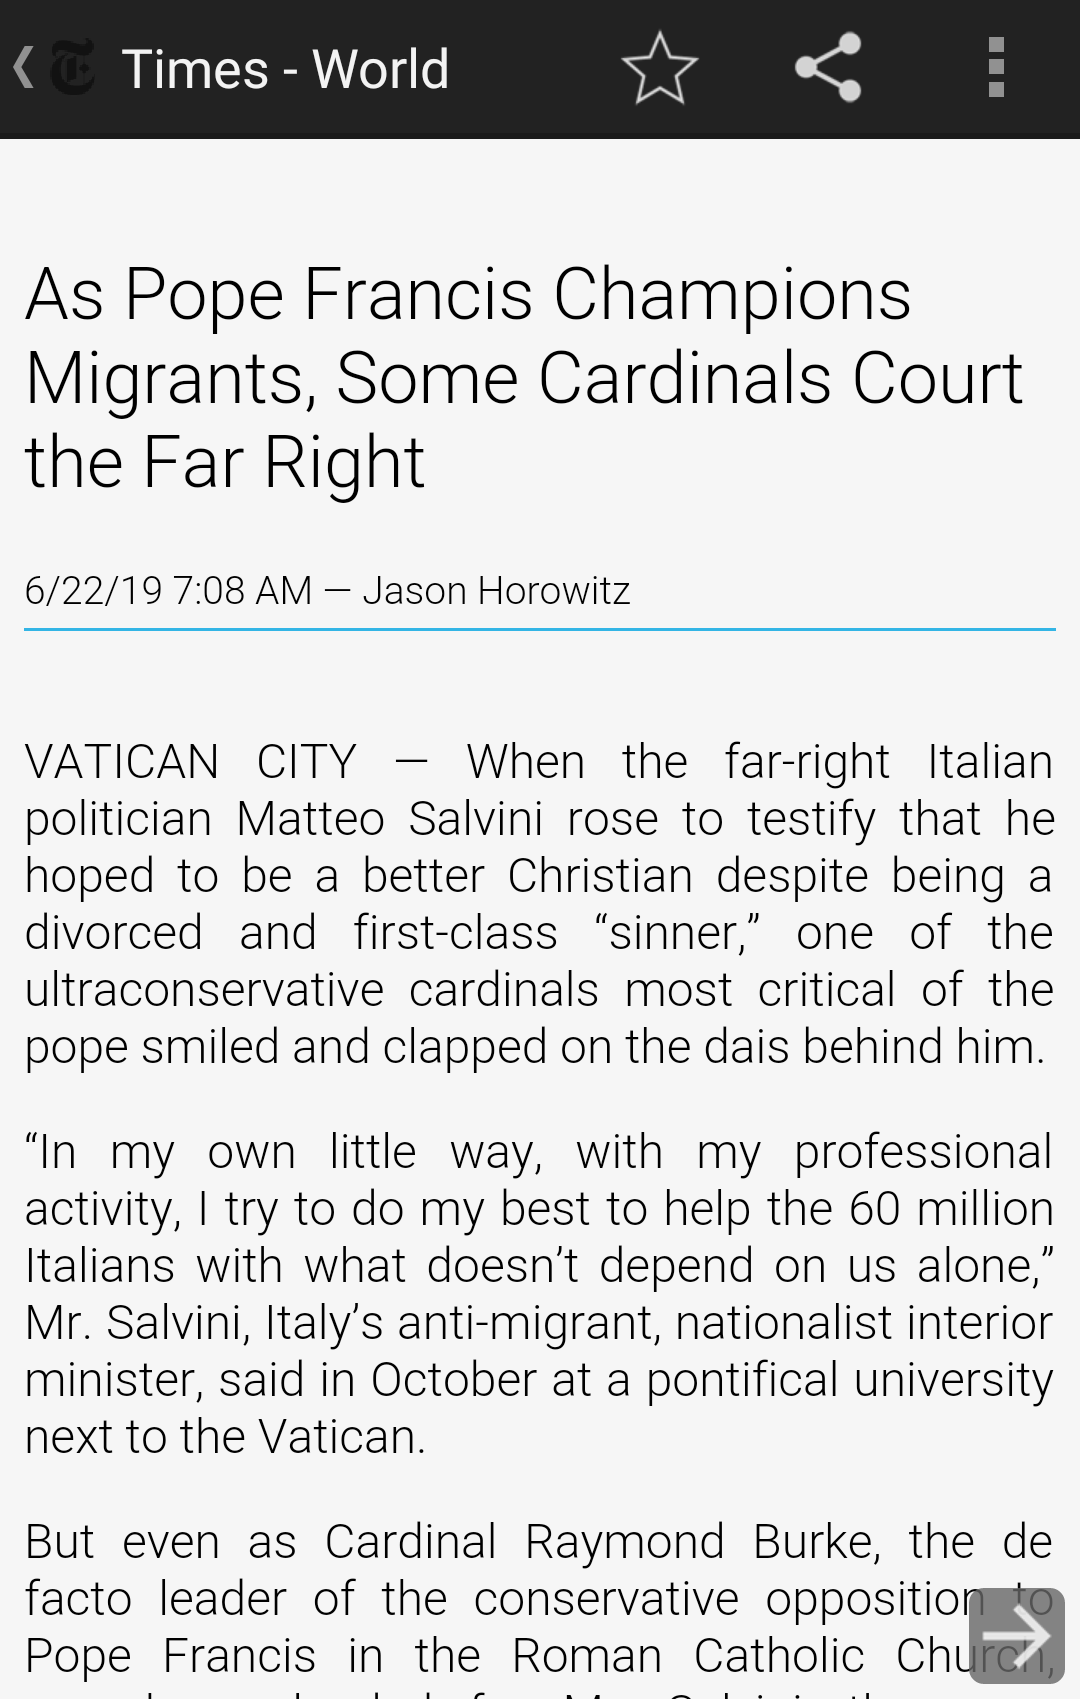 Times - World
As Pope Francis Champions
Migrants, Some Cardinals Court
the Far Right
6/22/19 7:08 AM — Jason Horowitz
VATICAN CITY — When the far-right Italian
politician Matteo Salvini rose to testify that he
hoped to be a better Christian despite being a
divorced and first-class “sinner,” one of the
ultraconservative cardinals most critical of the
pope smiled and clapped on the dais behind him.
“In my own little way, with my professional
activity, I try to do my best to help the 60 million
Italians with what doesn’t depend on us alone,”
Mr. Salvini, Italy’s anti-migrant, nationalist interior
minister, said in October at a pontifical university
next to the Vatican.
But even as Cardinal Raymond Burke, the de
facto leader of the conservative opposition to
Pope Francis in the Roman Catholic Church,